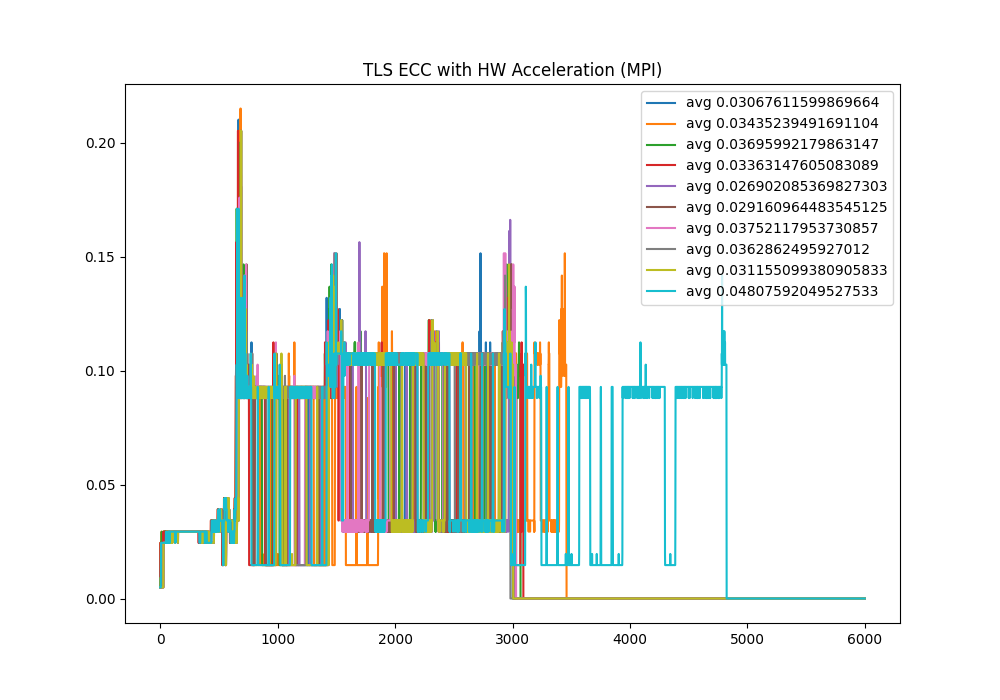 TLS ECC with HW Acceleration (MPI)
avg 0.03067611599869664
avg 0.03435239491691104
avg 0.03695992179863147
avg 0.03363147605083089
avg 0.026902085369827303
avg 0.029160964483545125
avg 0.03752117953730857
avg 0.0362862495927012
avg 0.031155099380905833
avg 0.04807592049527533
0.20
0.15
0.10
0.05
0.00
0 1000 2000 3000 4000 5000 6000